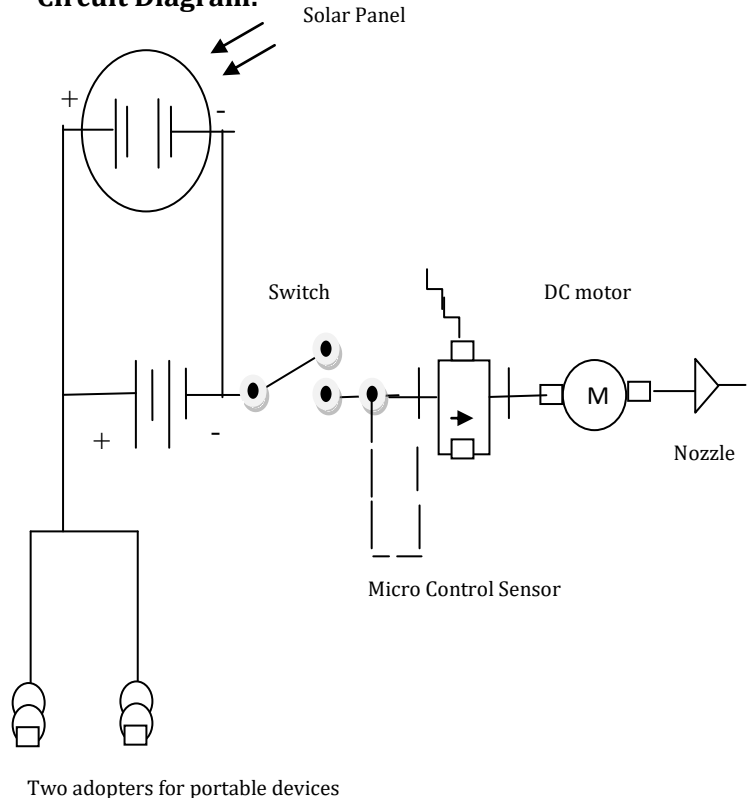 Circuit Diagram:
Solar Panel
+
-
Switch
DC motor
M
+
-
Nozzle
Micro Control Sensor
Two adopters for portable devices